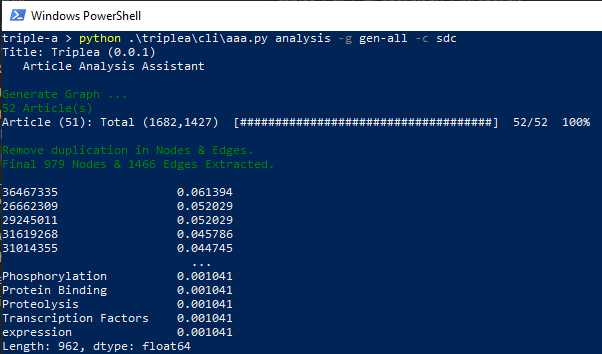 Windows PowerShell
triple-a > python .\triplea\cli\aaa.py analysis -g gen-all -c sdc
Title: Triplea (0.0.1)
Article Analysis Assistant
Generate Graph ...
52 Article(s)
Article (51): Total (1682,1427) [####################################] 52/52 100%
Remove duplication in Nodes & Edges.
Final 979 Nodes & 1466 Edges Extracted.
36467335 0.061394
26662309 0.052029
29245011 0.052029
31619268 0.045786
31014355 0.044745
...
Phosphorylation 0.001041
Protein Binding 0.001041
Proteolysis 0.001041
Transcription Factors 0.001041
expression 0.001041
Length: 962, dtype: float64